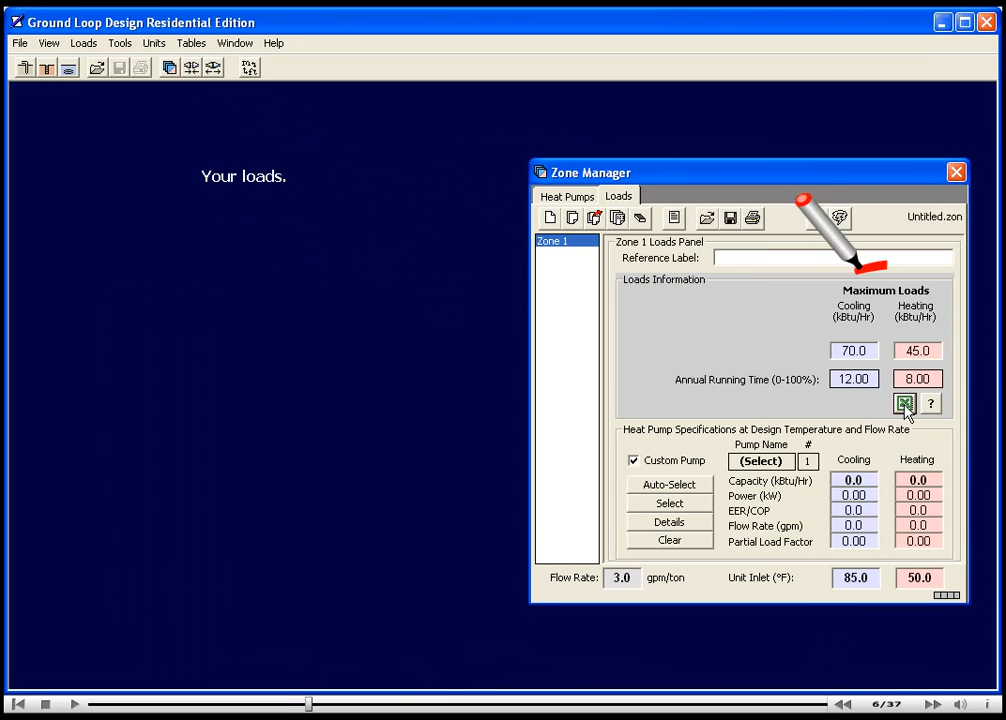 Ground Loop Design Residential Edition
File View Loads Tools Units Tables Window Help
Your loads.
Zone Manager
Heat Pumps Loads
Untitled.zon
Zone 1
Zone 1 Loads Panel
Reference Label:
Loads Information
Maximum Loads
Cooling Heating
(kBtu/Hr) (kBtu/Hr)
70.0 45.0
Annual Running Time (0-100%): 12.00 8.00
?
Heat Pump Specifications at Design Temperature and Flow Rate
Pump Name #
Custom Pump (Select) 1 Cooling Heating
Auto-Select
Select
Details
Clear
Capacity (kBtu/Hr) 0.0 0.0
Power (kW) 0.00 0.00
EER/COP 0.0 0.0
Flow Rate (gpm) 0.0 0.0
Partial Load Factor 0.00 0.00
Flow Rate: 3.0 gpm/ton Unit Inlet (°F): 85.0 50.0
6/37